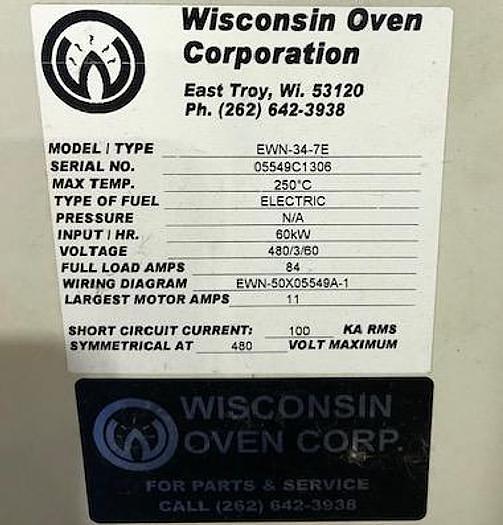 Wisconsin Oven
Corporation
East Troy, Wi. 53120
Ph. (262) 642-3938
MODEL / TYPE EWN-34-7E
SERIAL NO. 05549C1306
MAX TEMP. 250°C
TYPE OF FUEL ELECTRIC
PRESSURE N/A
INPUT / HR. 60kW
VOLTAGE 480/3/60
FULL LOAD AMPS 84
WIRING DIAGRAM EWN-50X05549A-1
LARGEST MOTOR AMPS 11
SHORT CIRCUIT CURRENT: 100 KA RMS
SYMMETRICAL AT 480 VOLT MAXIMUM
WISCONSIN
OVEN CORP.
FOR PARTS & SERVICE
CALL (262) 642-3938